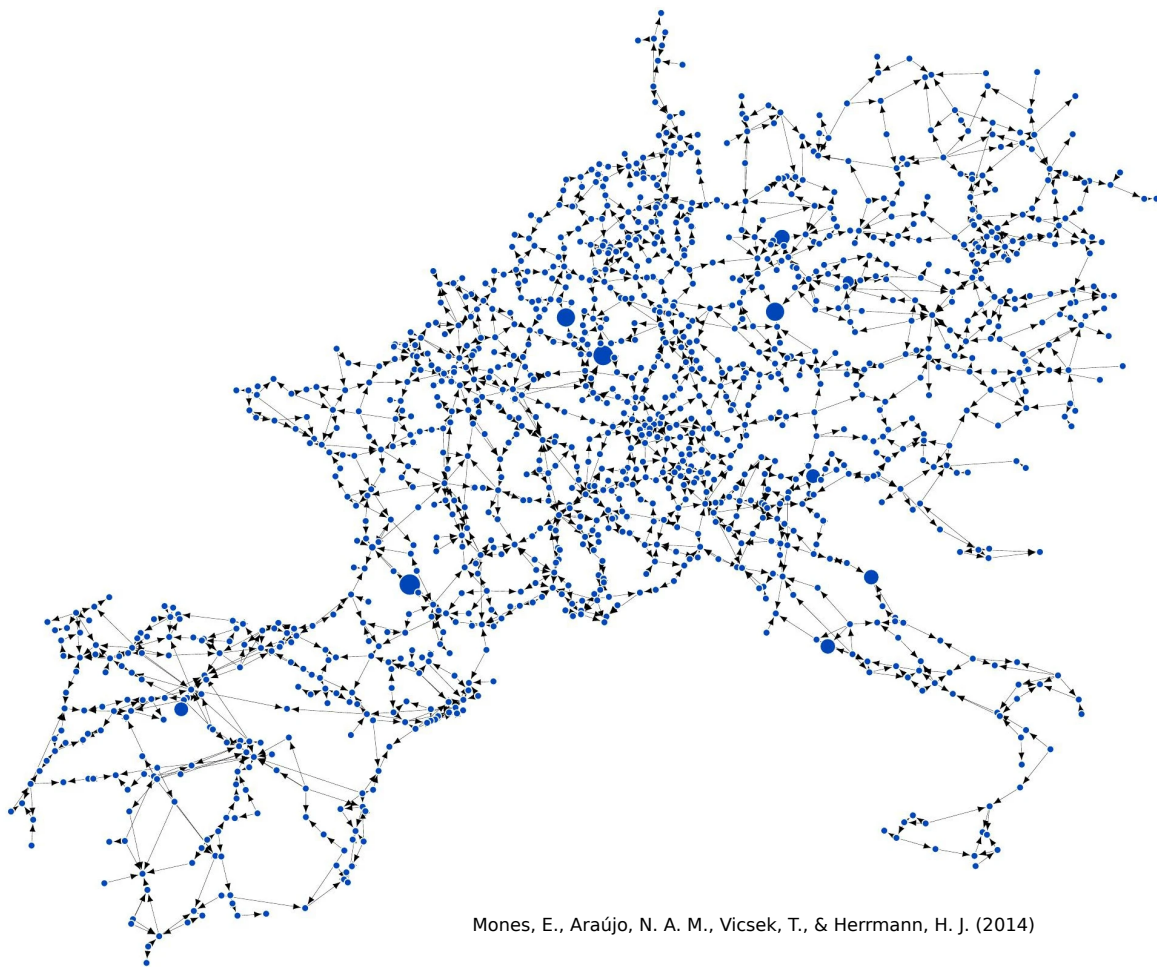 Mones, E., Araújo, N. A. M., Vicsek, T., & Herrmann, H. J. (2014)